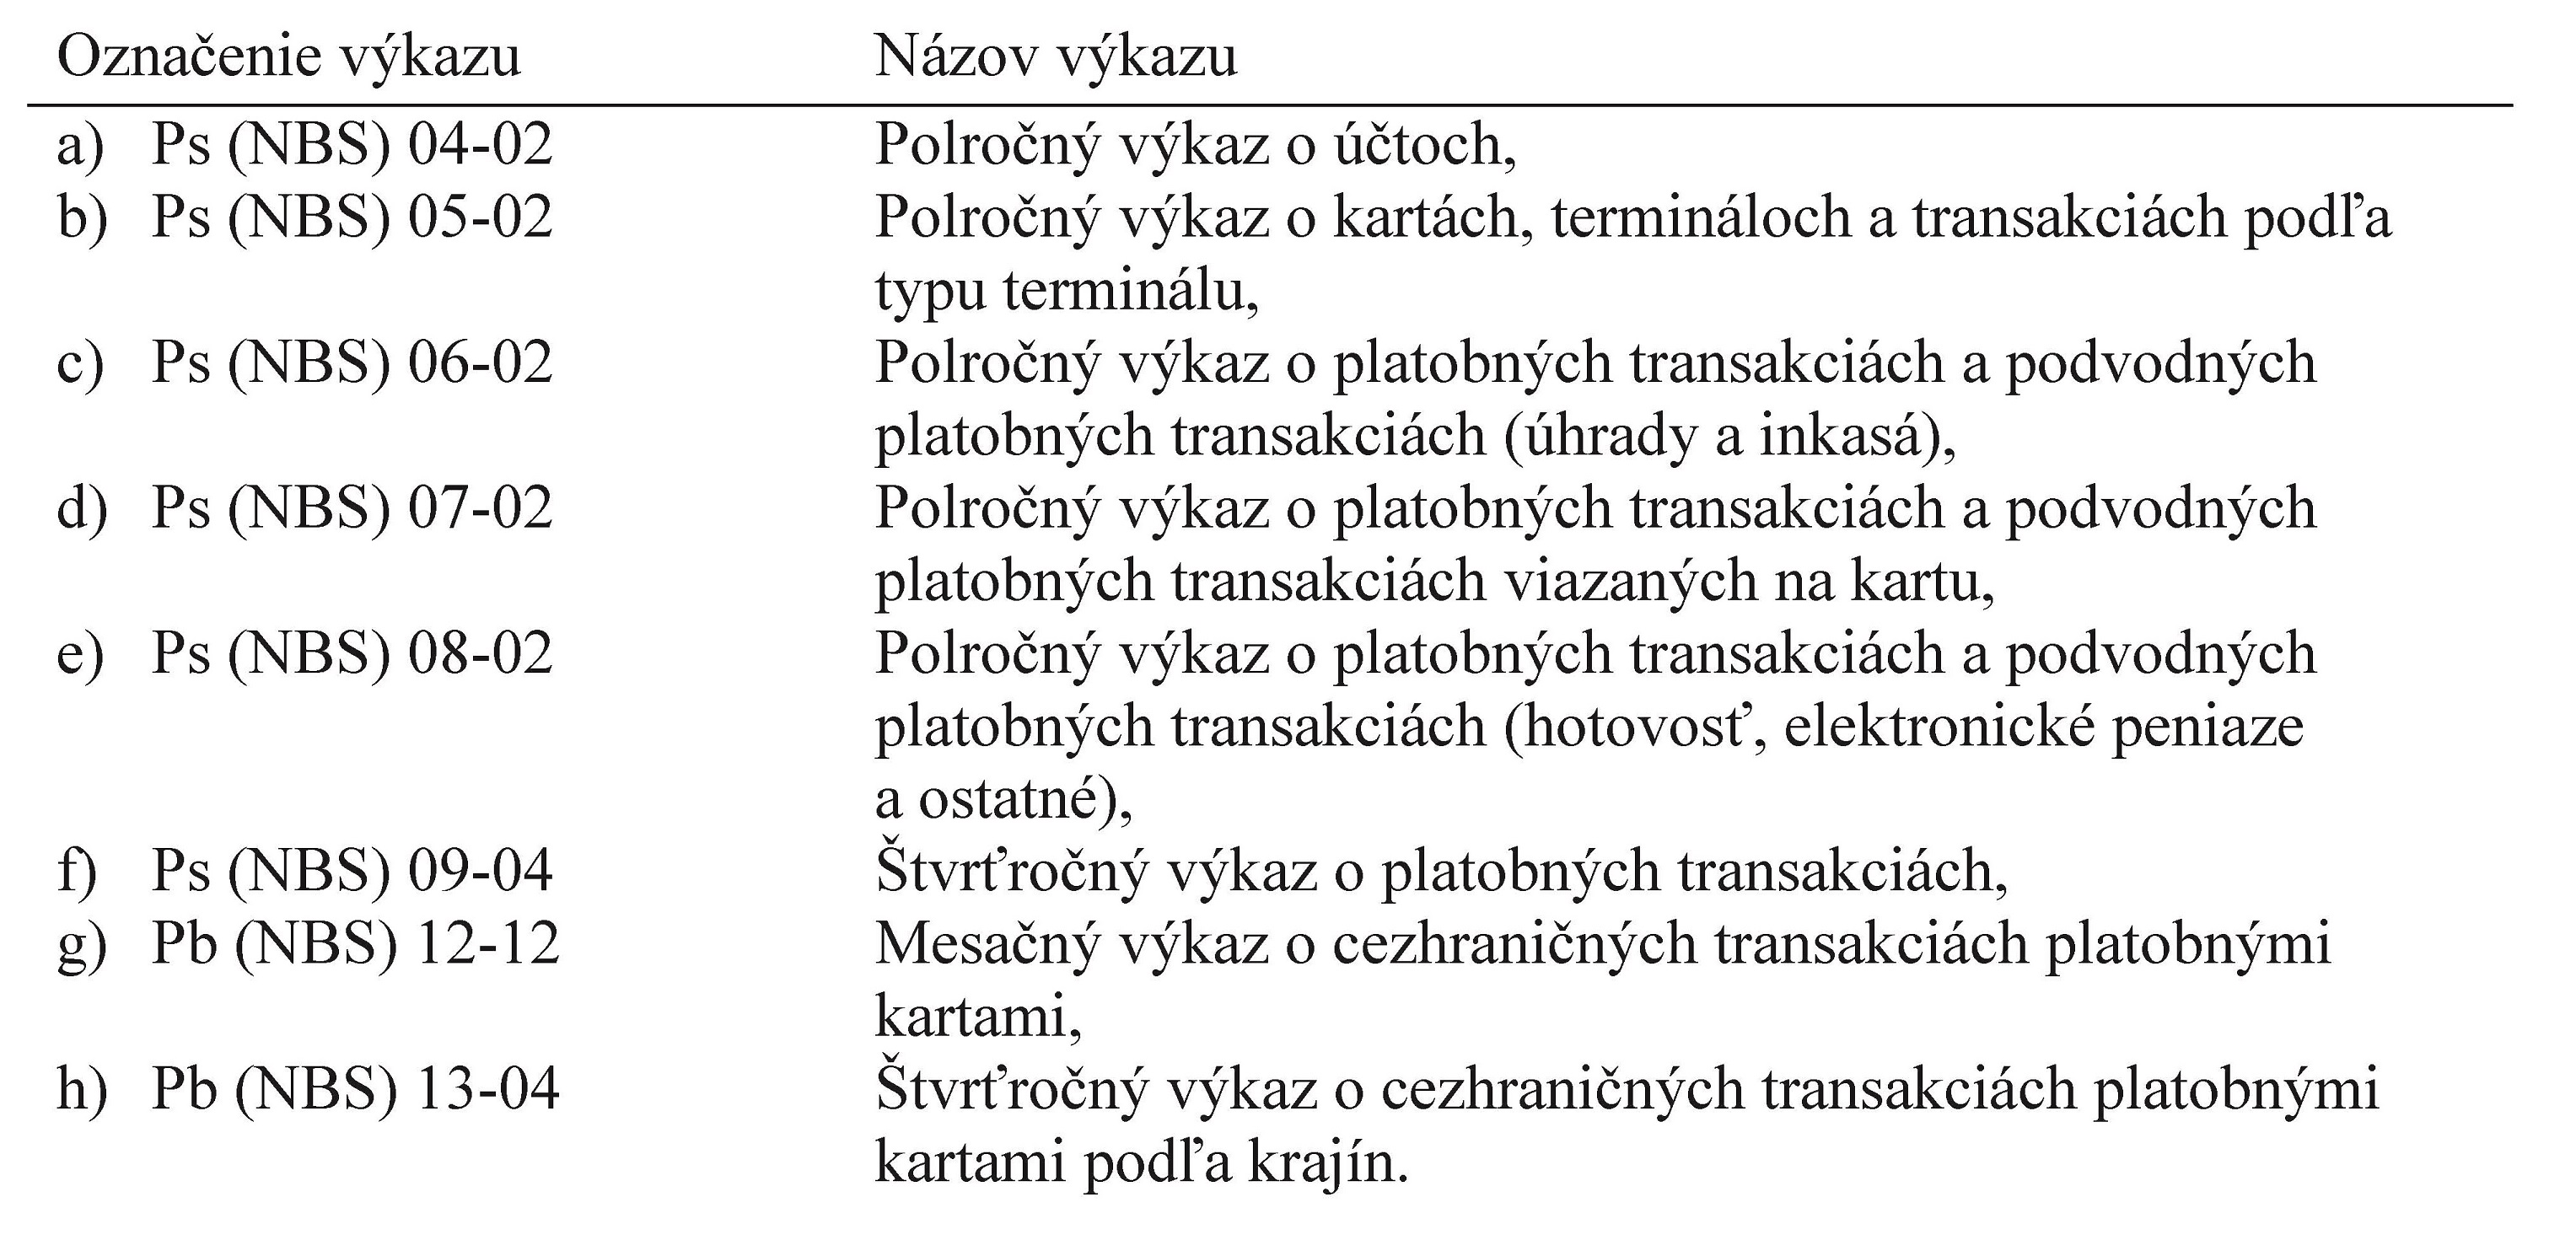 Označenie výkazu Názov výkazu
a) Ps (NBS) 04-02 Polročný výkaz o účtoch,
b) Ps (NBS) 05-02 Polročný výkaz o kartách, termináloch a transakciách podľa
typu terminálu,
c) Ps (NBS) 06-02 Polročný výkaz o platobných transakciách a podvodných
platobných transakciách (úhrady a inkasá),
d) Ps (NBS) 07-02 Polročný výkaz o platobných transakciách a podvodných
platobných transakciách viazaných na kartu,
e) Ps (NBS) 08-02 Polročný výkaz o platobných transakciách a podvodných
platobných transakciách (hotovosť, elektronické peniaze
a ostatné),
f) Ps (NBS) 09-04 Štvrťročný výkaz o platobných transakciách,
g) Pb (NBS) 12-12 Mesačný výkaz o cezhraničných transakciách platobnými
kartami,
h) Pb (NBS) 13-04 Štvrťročný výkaz o cezhraničných transakciách platobnými
kartami podľa krajín.